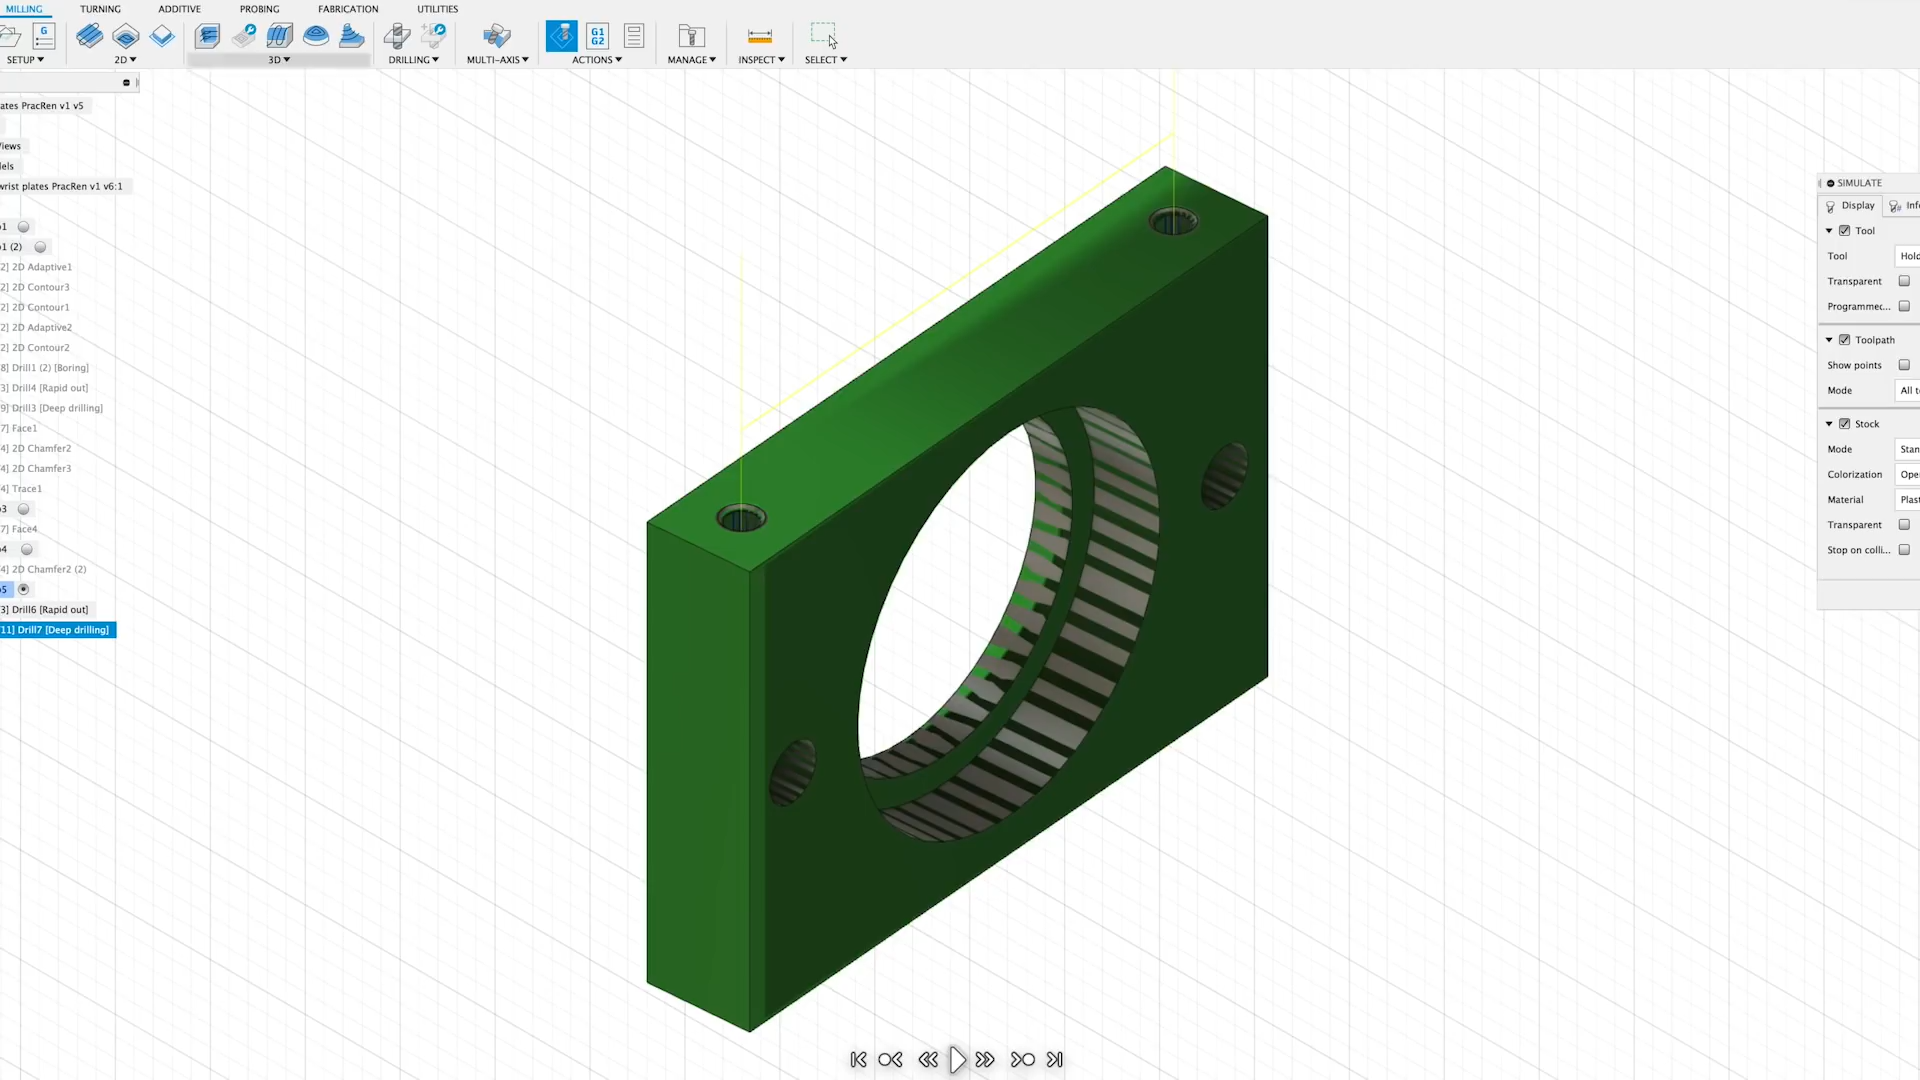 MILLING TURNING ADDITIVE PROBING FABRICATION UTILITIES
G
G1
G2
SETUP 2D 3D DRILLING MULTI-AXIS ACTIONS MANAGE INSPECT SELECT
ates PracRen v1 v5
Views
els
wrist plates PracRen v1 v6:1
1
1 (2)
2] 2D Adaptive1
2] 2D Contour3
2] 2D Contour1
2] 2D Adaptive2
2] 2D Contour2
8] Drill1 (2) [Boring]
3] Drill4 [Rapid out]
9] Drill3 [Deep drilling]
7] Face1
4] 2D Chamfer2
4] 2D Chamfer3
4] Trace1
3
7] Face4
4
4] 2D Chamfer2 (2)
5
3] Drill6 [Rapid out]
11] Drill7 [Deep drilling]
SIMULATE
Display Info
Tool
Tool Hold
Transparent
Programmec...
Toolpath
Show points
Mode All t
Stock
Mode Stan
Colorization Ope
Material Plast
Transparent
Stop on colli...